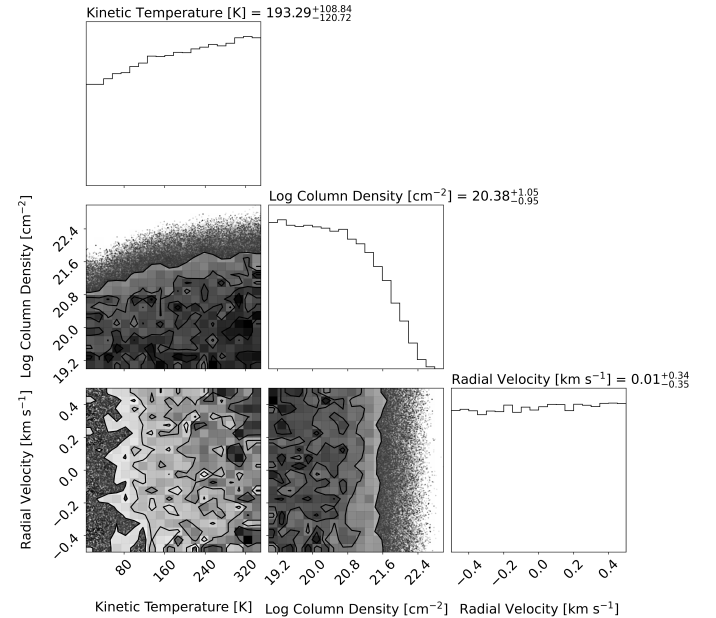 Kinetic Temperature [K] = 193.29+108.84−120.72
Log Column Density [cm−2] = 20.38+1.05−0.95
Log Column Density [cm−2]
22.4
21.6
20.8
20.0
19.2
Radial Velocity [km s−1] = 0.01+0.34−0.35
Radial Velocity [km s−1]
0.4
0.2
0.0
−0.2
−0.4
80 160 240 320 19.2 20.0 20.8 21.6 22.4 −0.4 −0.2 0.0 0.2 0.4
Kinetic Temperature [K] Log Column Density [cm−2] Radial Velocity [km s−1]